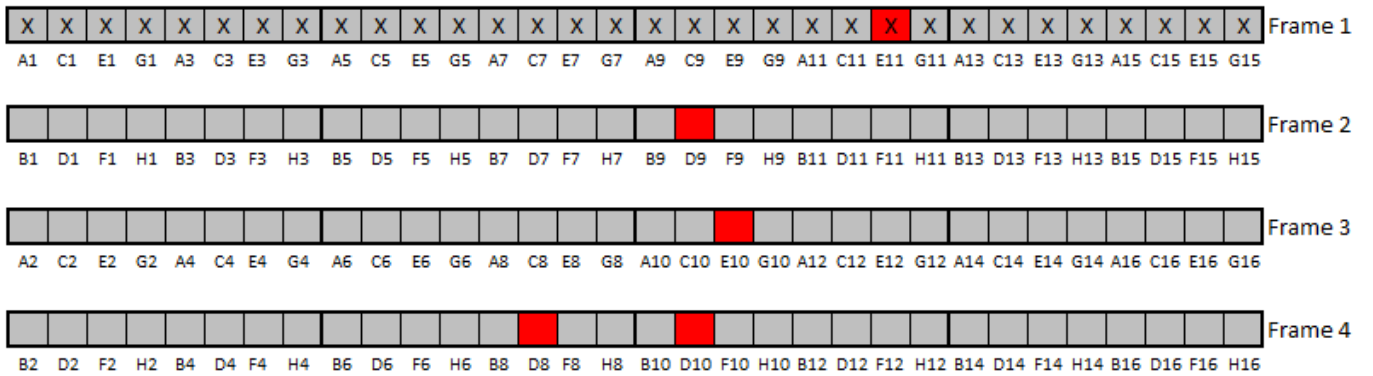 X X X X X X X X X X X X X X X X X X X X X X X X X X X X X X X X Frame 1
A1 C1 E1 G1 A3 C3 E3 G3 A5 C5 E5 G5 A7 C7 E7 G7 A9 C9 E9 G9 A11 C11 E11 G11 A13 C13 E13 G13 A15 C15 E15 G15
Frame 2
B1 D1 F1 H1 B3 D3 F3 H3 B5 D5 F5 H5 B7 D7 F7 H7 B9 D9 F9 H9 B11 D11 F11 H11 B13 D13 F13 H13 B15 D15 F15 H15
Frame 3
A2 C2 E2 G2 A4 C4 E4 G4 A6 C6 E6 G6 A8 C8 E8 G8 A10 C10 E10 G10 A12 C12 E12 G12 A14 C14 E14 G14 A16 C16 E16 G16
Frame 4
B2 D2 F2 H2 B4 D4 F4 H4 B6 D6 F6 H6 B8 D8 F8 H8 B10 D10 F10 H10 B12 D12 F12 H12 B14 D14 F14 H14 B16 D16 F16 H16